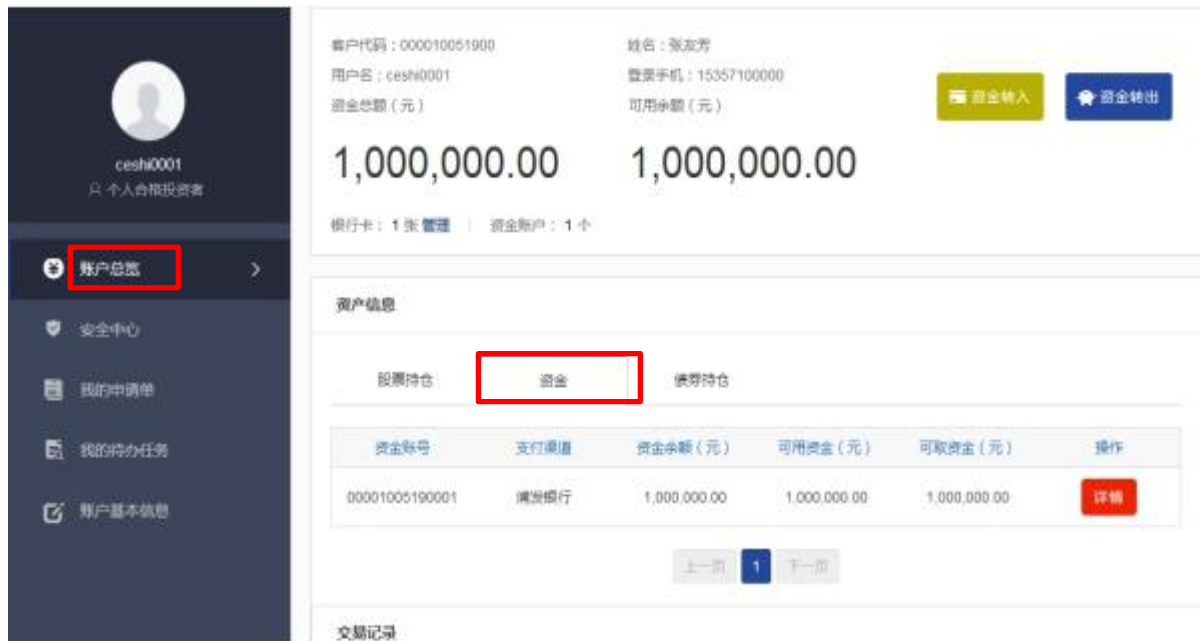 ceshi0001
个人合格投资者
账户总览
安全中心
我的申请单
我的待办任务
账户基本信息
客户代码：000010051900 姓名：张友芳
用户名：ceshi0001 登录手机：15357100000
资金总额（元） 可用余额（元）
资金转入 资金转出
1,000,000.00 1,000,000.00
银行卡：1 张 管理 资金账户：1 个
资产信息
股票持仓 资金 债券持仓
资金账号 支付渠道 资金余额（元） 可用资金（元） 可取资金（元） 操作
00001005190001 浦发银行 1,000,000.00 1,000,000.00 1,000,000.00 详情
上一页 1 下一页
交易记录